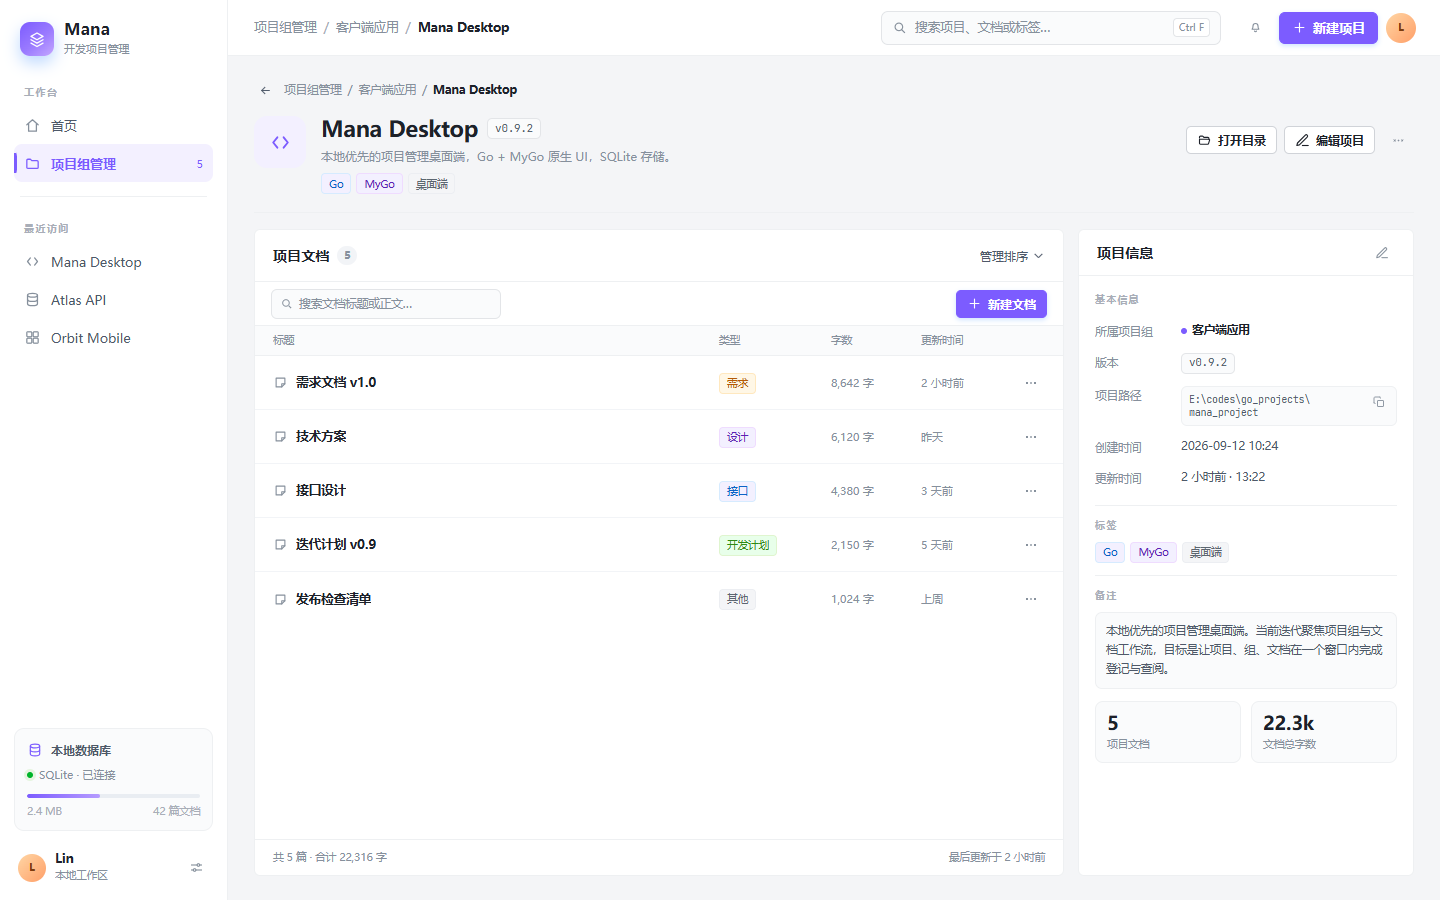 Mana
开发项目管理
工作台
首页
项目组管理 5
最近访问
Mana Desktop
Atlas API
Orbit Mobile
本地数据库
SQLite · 已连接
2.4 MB 42 篇文档
L
Lin
本地工作区
项目组管理 / 客户端应用 / Mana Desktop
搜索项目、文档或标签... Ctrl F
新建项目
L
项目组管理 / 客户端应用 / Mana Desktop
Mana Desktop v0.9.2
本地优先的项目管理桌面端，Go + MyGo 原生 UI，SQLite 存储。
Go MyGo 桌面端
打开目录 编辑项目
项目文档 5 管理排序
搜索文档标题或正文... 新建文档
标题 类型 字数 更新时间
需求文档 v1.0 需求 8,642 字 2 小时前
技术方案 设计 6,120 字 昨天
接口设计 接口 4,380 字 3 天前
迭代计划 v0.9 开发计划 2,150 字 5 天前
发布检查清单 其他 1,024 字 上周
共 5 篇 · 合计 22,316 字 最后更新于 2 小时前
项目信息
基本信息
所属项目组 客户端应用
版本 v0.9.2
项目路径 E:\codes\go_projects\
mana_project
创建时间 2026-09-12 10:24
更新时间 2 小时前 · 13:22
标签
Go MyGo 桌面端
备注
本地优先的项目管理桌面端。当前迭代聚焦项目组与文
档工作流，目标是让项目、组、文档在一个窗口内完成
登记与查阅。
5 22.3k
项目文档 文档总字数